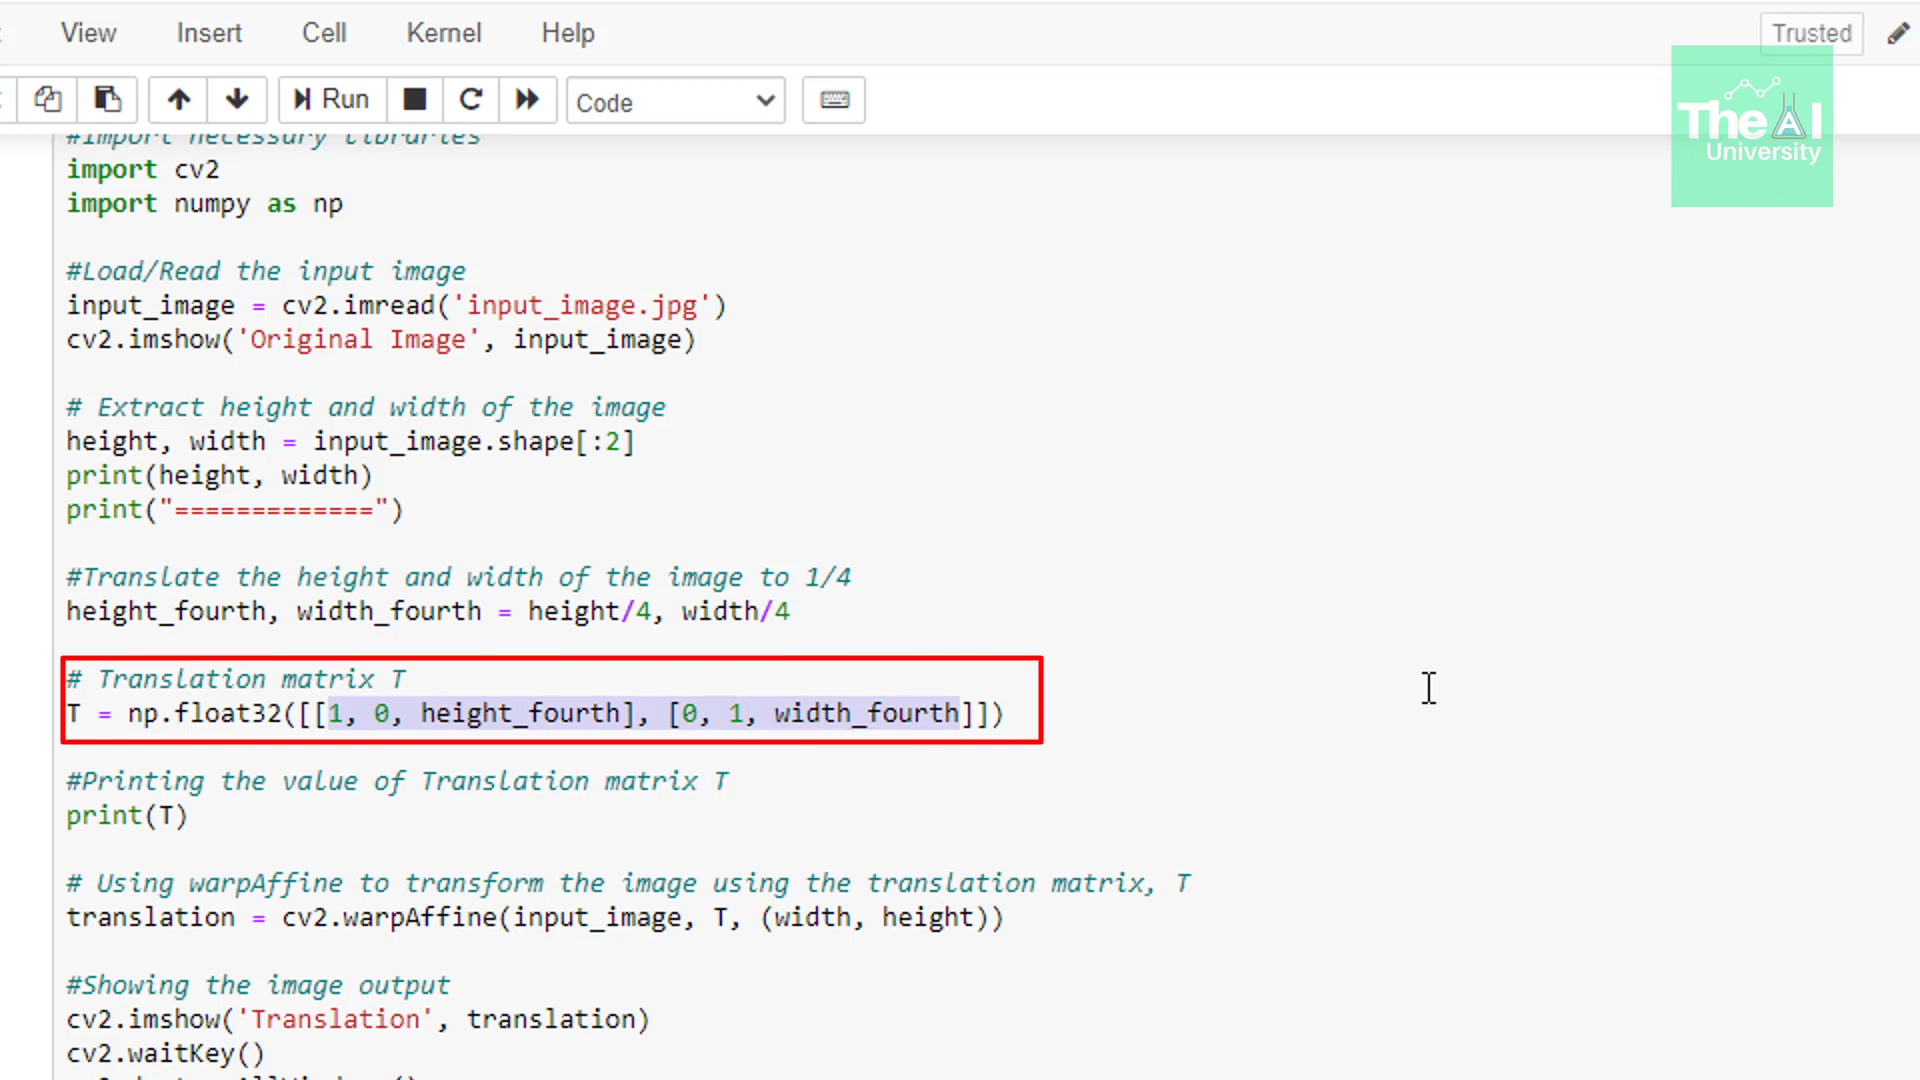 View Insert Cell Kernel Help Trusted
Run Code
The AI
University
#Import necessary libraries
import cv2
import numpy as np
#Load/Read the input image
input_image = cv2.imread('input_image.jpg')
cv2.imshow('Original Image', input_image)
# Extract height and width of the image
height, width = input_image.shape[:2]
print(height, width)
print("=============")
#Translate the height and width of the image to 1/4
height_fourth, width_fourth = height/4, width/4
# Translation matrix T
T = np.float32([[1, 0, height_fourth], [0, 1, width_fourth]])
#Printing the value of Translation matrix T
print(T)
# Using warpAffine to transform the image using the translation matrix, T
translation = cv2.warpAffine(input_image, T, (width, height))
#Showing the image output
cv2.imshow('Translation', translation)
cv2.waitKey()